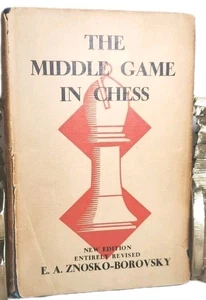 THE
MIDDLE GAME
IN CHESS
NEW EDITION
ENTIRELY REVISED
E. A. ZNOSKO-BOROVSKY